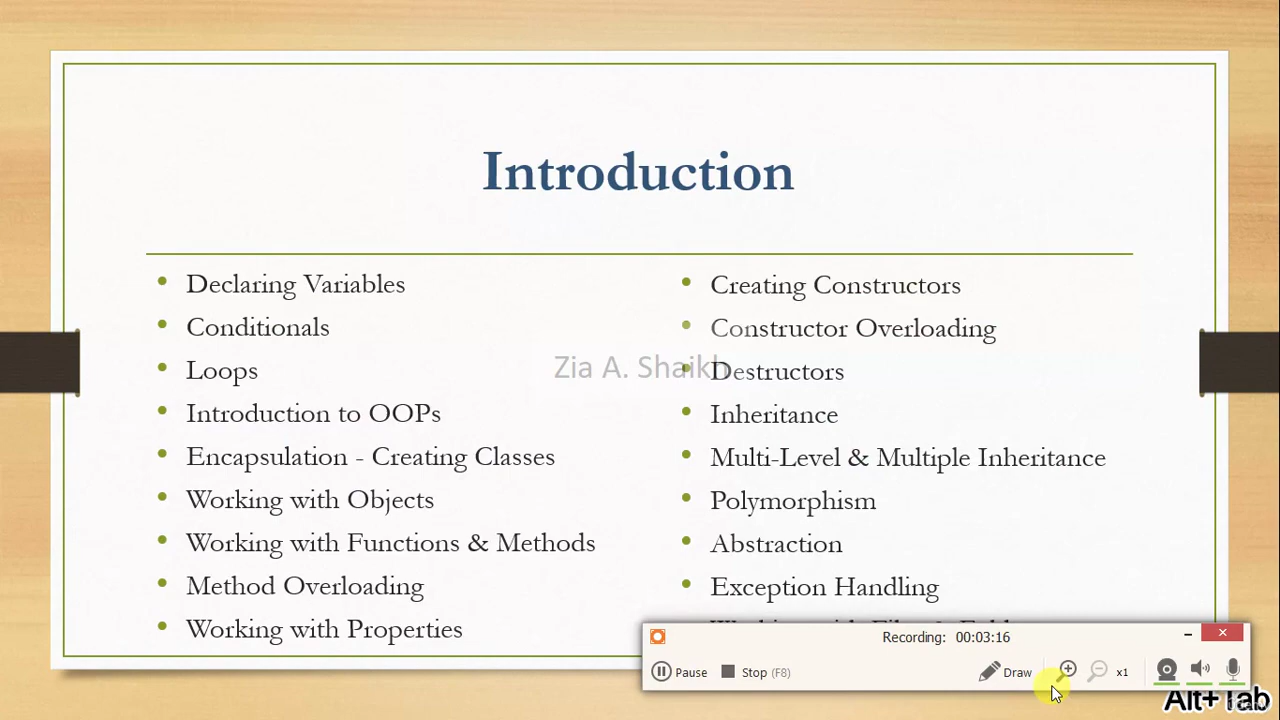 Introduction
Declaring Variables
Conditionals
Loops
Introduction to OOPs
Encapsulation - Creating Classes
Working with Objects
Working with Functions & Methods
Method Overloading
Working with Properties
Creating Constructors
Constructor Overloading
Destructors
Inheritance
Multi-Level & Multiple Inheritance
Polymorphism
Abstraction
Exception Handling
Zia A. Shaikh
Recording: 00:03:16
Pause
Stop (F8)
Draw
x1
Alt+Tab